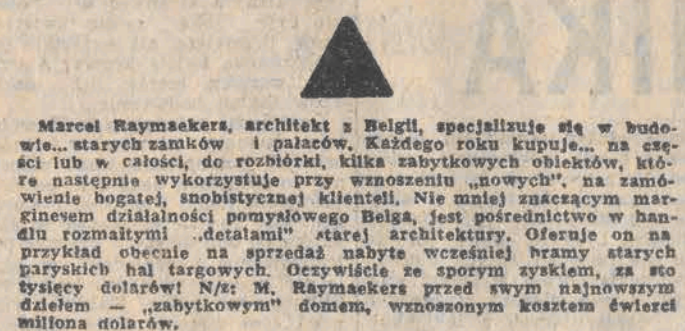 Marcel Raymaekers, architekt z Belgii, specjalizuje się w budo-
wie... starych zamków i pałaców. Każdego roku kupuje... na czę-
ści lub w całości, do rozbiórki, kilka zabytkowych obiektów, któ-
re następnie wykorzystuje przy wznoszeniu „nowych”, na zamó-
wienie bogatej, snobistycznej klienteli. Nie mniej znaczącym mar-
ginesem działalności pomysłowego Belga, jest pośrednictwo w han-
dlu rozmaitymi „detalami” starej architektury. Oferuje on na
przykład obecnie na sprzedaż nabyte wcześniej bramy starych
paryskich hal targowych. Oczywiście ze sporym zyskiem, za sto
tysięcy dolarów! N/z: M. Raymaekers przed swym najnowszym
dziełem — „zabytkowym” domem, wznoszonym kosztem ćwierci
miliona dolarów.